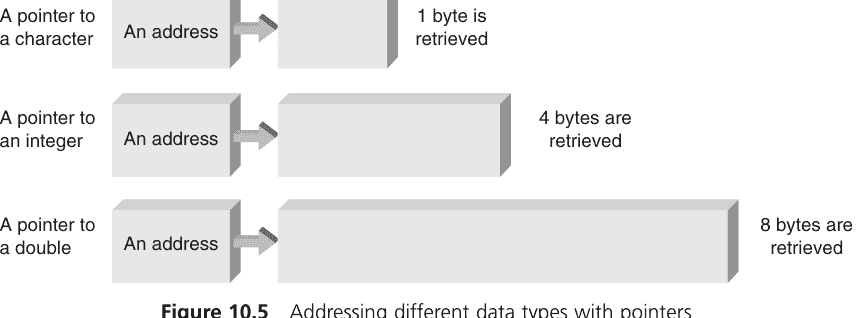 A pointer to
a character
An address
1 byte is
retrieved
A pointer to
an integer
An address
4 bytes are
retrieved
A pointer to
a double
An address
8 bytes are
retrieved
Figure 10.5 Addressing different data types with pointers